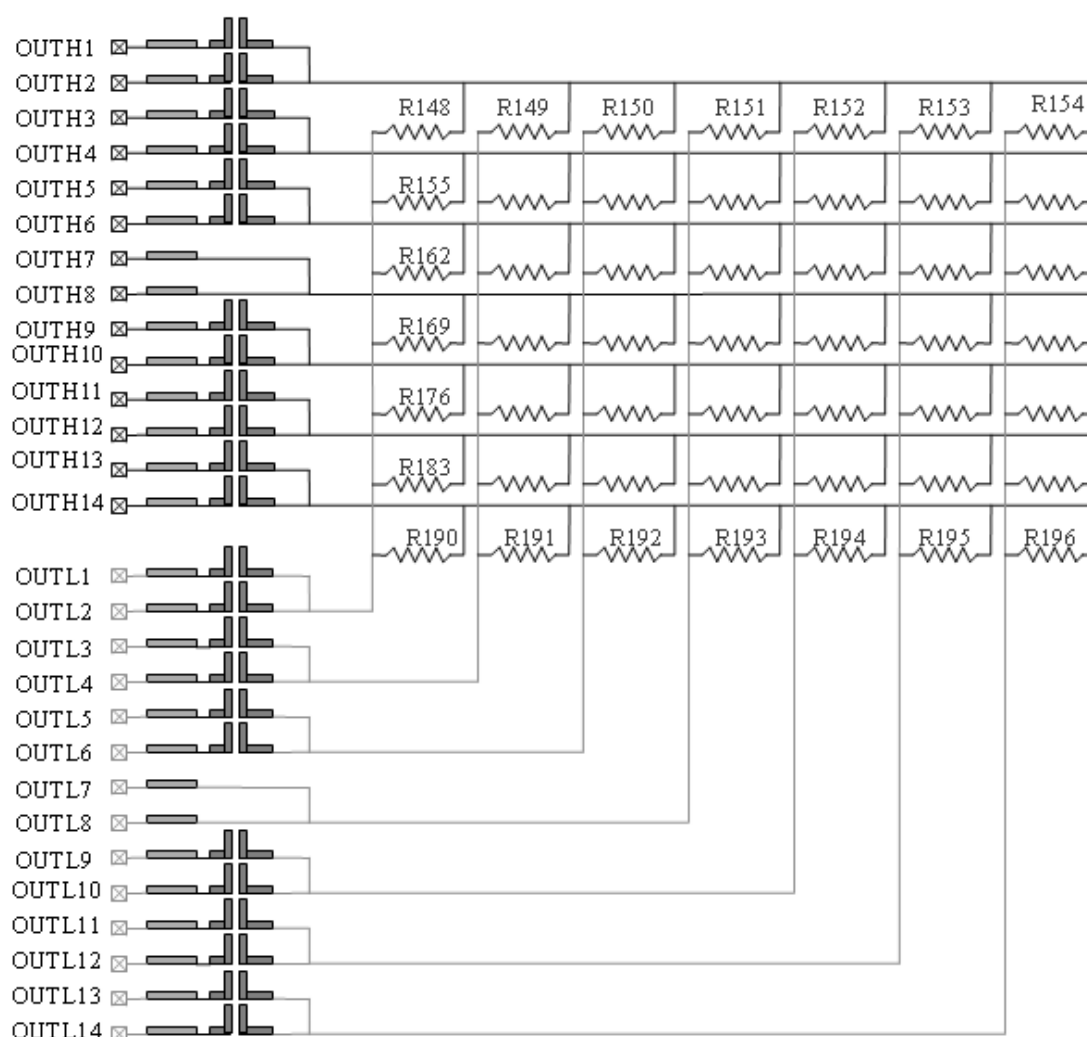 OUTH1
OUTH2
OUTH3
R148 R149 R150 R151 R152 R153 R154
OUTH4
OUTH5
R155
OUTH6
OUTH7
R162
OUTH8
OUTH9
R169
OUTH10
OUTH11
R176
OUTH12
OUTH13
R183
OUTH14
R190 R191 R192 R193 R194 R195 R196
OUTL1
OUTL2
OUTL3
OUTL4
OUTL5
OUTL6
OUTL7
OUTL8
OUTL9
OUTL10
OUTL11
OUTL12
OUTL13
OUTL14